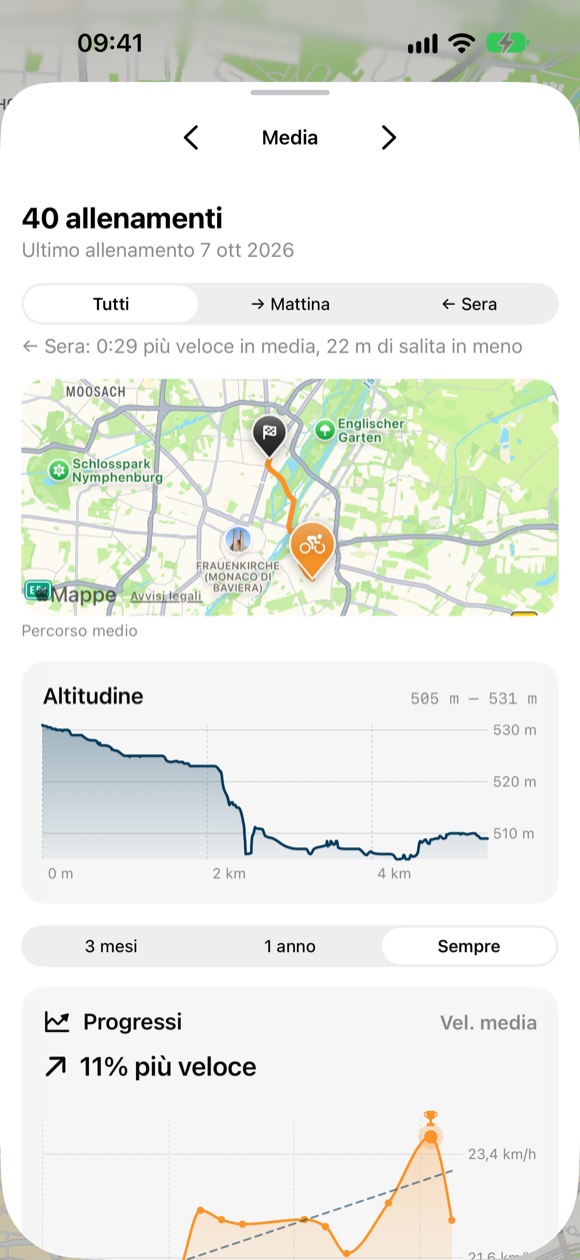 09:41
Media
40 allenamenti
Ultimo allenamento 7 ott 2026
Tutti
→ Mattina
← Sera
← Sera: 0:29 più veloce in media, 22 m di salita in meno
MOOSACH
Englischer
Garten
Schlosspark
Nymphenburg
FRAUENKIRCHE
(MONACO DI
BAVIERA)
Mappe
Avvisi legali
Percorso medio
Altitudine
505 m – 531 m
530 m
520 m
510 m
0 m
2 km
4 km
3 mesi
1 anno
Sempre
Progressi
Vel. media
↗ 11% più veloce
23,4 km/h
21,6 km/h